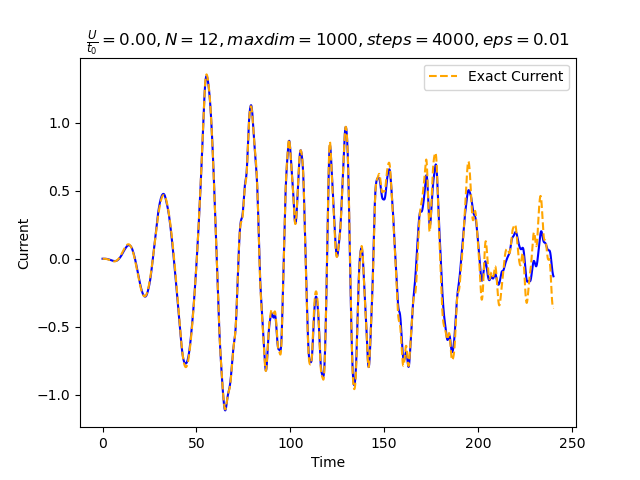 U/t₀ = 0.00, N = 12, maxdim = 1000, steps = 4000, eps = 0.01
Exact Current
Current
1.0
0.5
0.0
−0.5
−1.0
0 50 100 150 200 250
Time